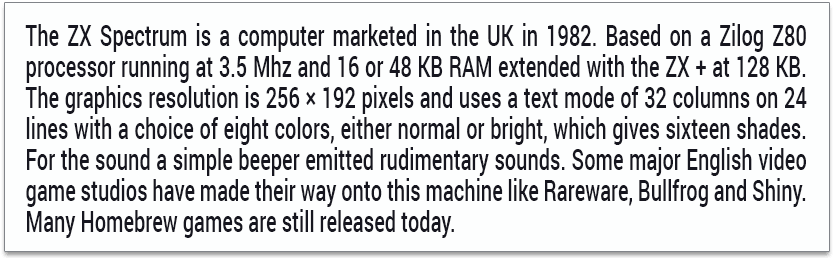 The ZX Spectrum is a computer marketed in the UK in 1982. Based on a Zilog Z80
processor running at 3.5 Mhz and 16 or 48 KB RAM extended with the ZX + at 128 KB.
The graphics resolution is 256 × 192 pixels and uses a text mode of 32 columns on 24
lines with a choice of eight colors, either normal or bright, which gives sixteen shades.
For the sound a simple beeper emitted rudimentary sounds. Some major English video
game studios have made their way onto this machine like Rareware, Bullfrog and Shiny.
Many Homebrew games are still released today.